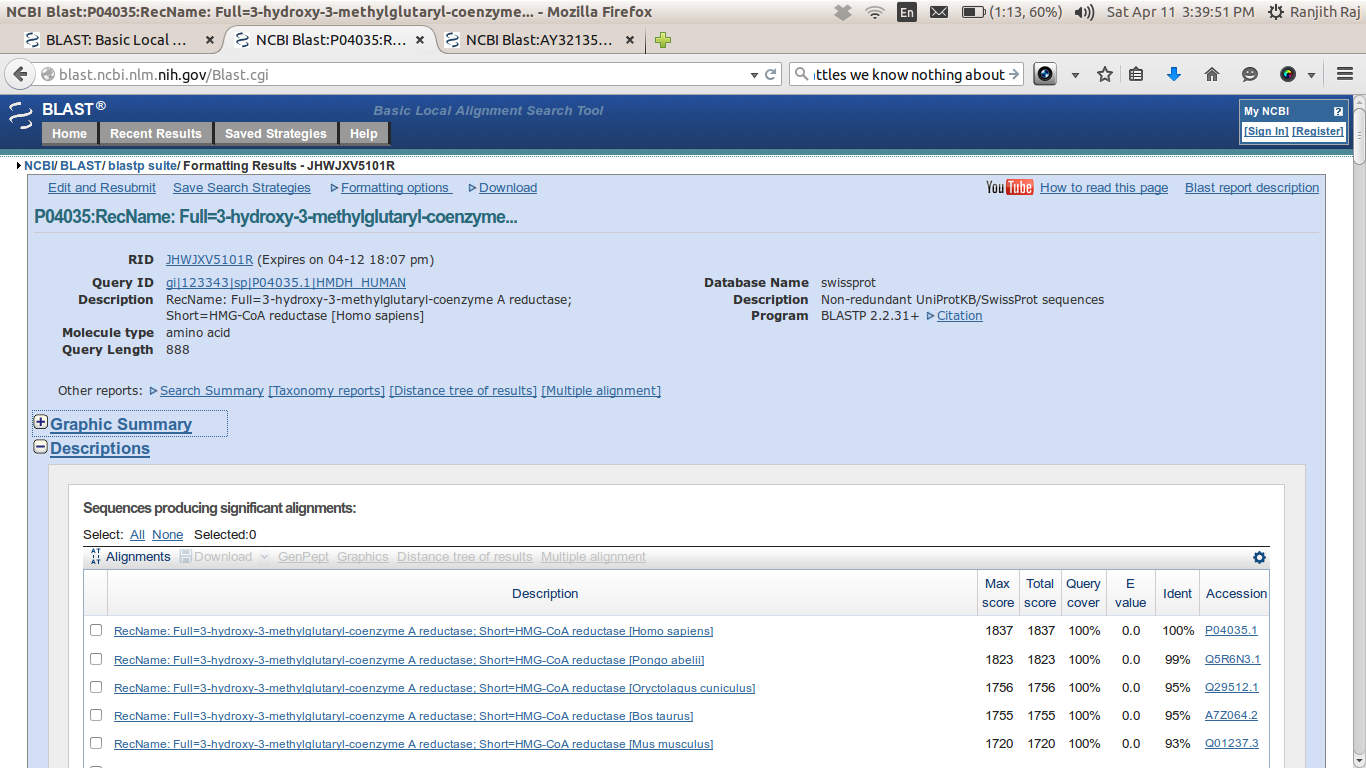 NCBI Blast:P04035:RecName: Full=3-hydroxy-3-methylglutaryl-coenzyme... - Mozilla Firefox En (1:13, 60%) Sat Apr 11 3:39:51 PM Ranjith Raj
BLAST: Basic Local ... × NCBI Blast:P04035:R... × NCBI Blast:AY32135... ×
blast.ncbi.nlm.nih.gov/Blast.cgi ttles we know nothing about
BLAST® Basic Local Alignment Search Tool My NCBI ?
Home Recent Results Saved Strategies Help [Sign In] [Register]
NCBI/ BLAST/ blastp suite/ Formatting Results - JHWJXV5101R
Edit and Resubmit Save Search Strategies Formatting options Download YouTube How to read this page Blast report description
P04035:RecName: Full=3-hydroxy-3-methylglutaryl-coenzyme...
RID JHWJXV5101R (Expires on 04-12 18:07 pm)
Query ID gi|123343|sp|P04035.1|HMDH_HUMAN
Description RecName: Full=3-hydroxy-3-methylglutaryl-coenzyme A reductase;
Short=HMG-CoA reductase [Homo sapiens]
Molecule type amino acid
Query Length 888
Database Name swissprot
Description Non-redundant UniProtKB/SwissProt sequences
Program BLASTP 2.2.31+ Citation
Other reports: Search Summary [Taxonomy reports] [Distance tree of results] [Multiple alignment]
Graphic Summary
Descriptions
Sequences producing significant alignments:
Select: All None Selected:0
Alignments Download GenPept Graphics Distance tree of results Multiple alignment
Description Max score Total score Query cover E value Ident Accession
RecName: Full=3-hydroxy-3-methylglutaryl-coenzyme A reductase; Short=HMG-CoA reductase [Homo sapiens] 1837 1837 100% 0.0 100% P04035.1
RecName: Full=3-hydroxy-3-methylglutaryl-coenzyme A reductase; Short=HMG-CoA reductase [Pongo abelii] 1823 1823 100% 0.0 99% Q5R6N3.1
RecName: Full=3-hydroxy-3-methylglutaryl-coenzyme A reductase; Short=HMG-CoA reductase [Oryctolagus cuniculus] 1756 1756 100% 0.0 95% Q29512.1
RecName: Full=3-hydroxy-3-methylglutaryl-coenzyme A reductase; Short=HMG-CoA reductase [Bos taurus] 1755 1755 100% 0.0 95% A7Z064.2
RecName: Full=3-hydroxy-3-methylglutaryl-coenzyme A reductase; Short=HMG-CoA reductase [Mus musculus] 1720 1720 100% 0.0 93% Q01237.3